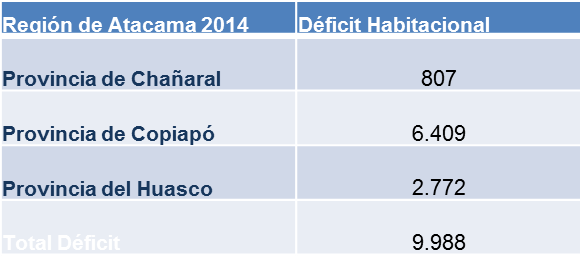 Región de Atacama 2014 Déficit Habitacional
Provincia de Chañaral 807
Provincia de Copiapó 6.409
Provincia del Huasco 2.772
Total Déficit 9.988